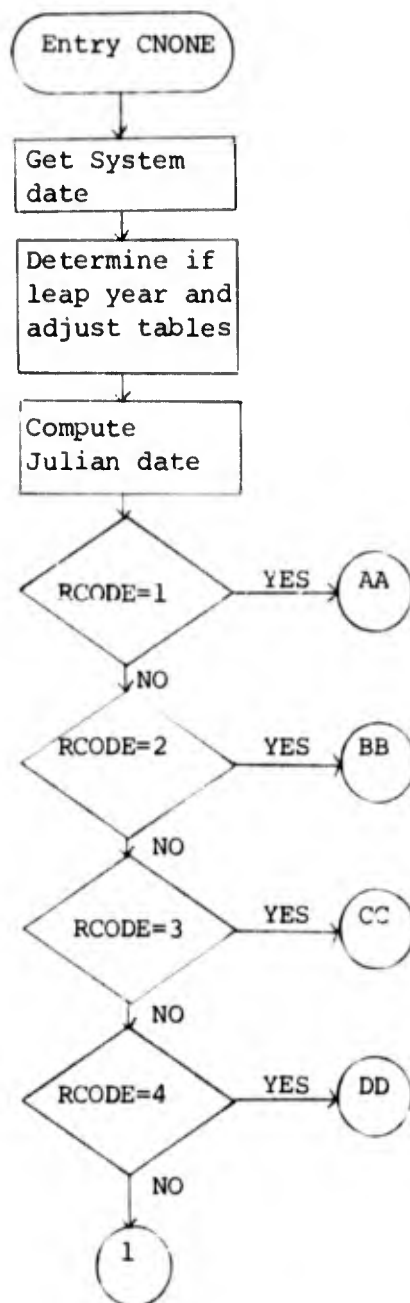 Entry CNONE
Get System
date
Determine if
leap year and
adjust tables
Compute
Julian date
RCODE=1
YES
AA
NO
RCODE=2
YES
BB
NO
RCODE=3
YES
CC
NO
RCODE=4
YES
DD
NO
1